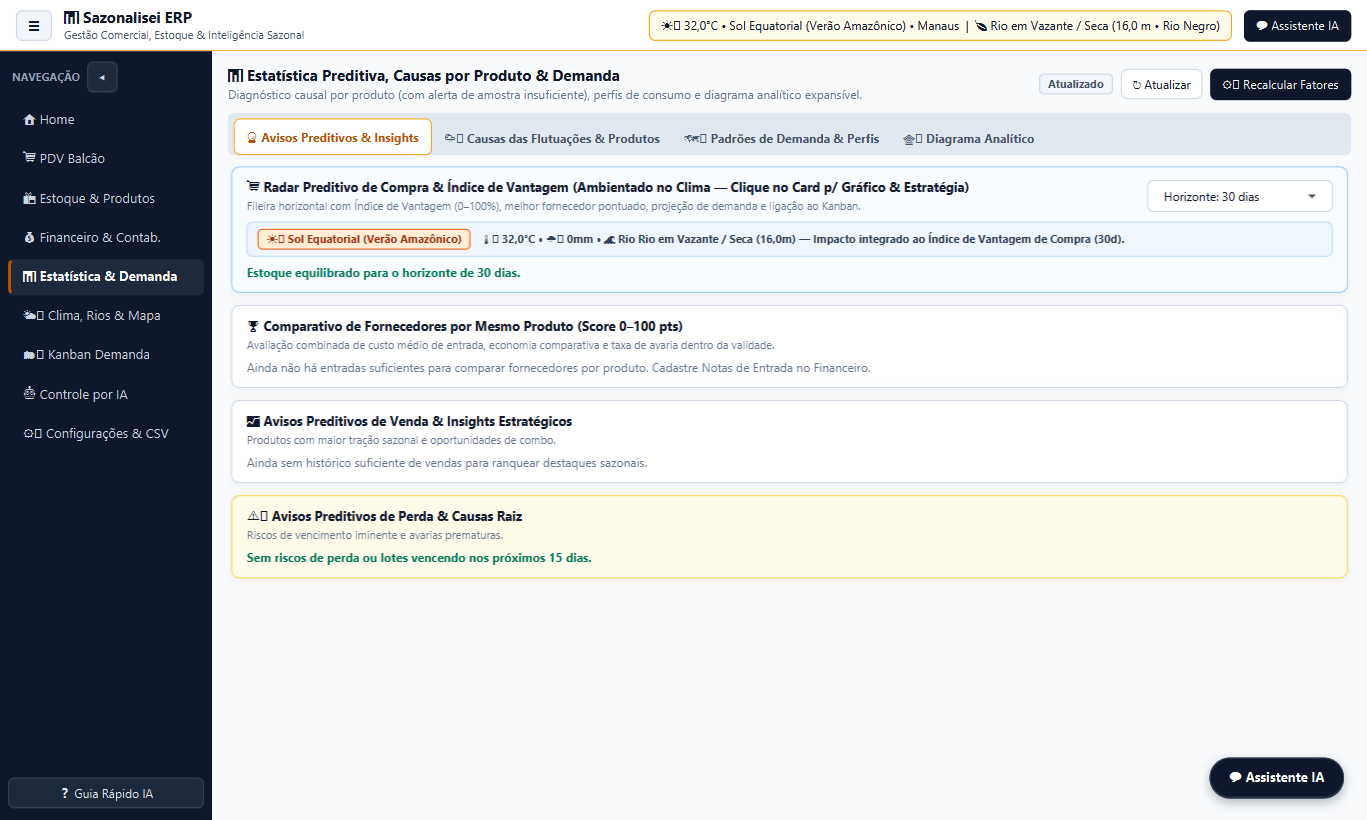 Sazonalisei ERP
Gestão Comercial, Estoque & Inteligência Sazonal
32,0°C • Sol Equatorial (Verão Amazônico) • Manaus | Rio em Vazante / Seca (16,0 m • Rio Negro)
Assistente IA
NAVEGAÇÃO
Home
PDV Balcão
Estoque & Produtos
Financeiro & Contab.
Estatística & Demanda
Clima, Rios & Mapa
Kanban Demanda
Controle por IA
Configurações & CSV
? Guia Rápido IA
Estatística Preditiva, Causas por Produto & Demanda
Diagnóstico causal por produto (com alerta de amostra insuficiente), perfis de consumo e diagrama analítico expansível.
Atualizado
↻ Atualizar
Recalcular Fatores
Avisos Preditivos & Insights
Causas das Flutuações & Produtos
Padrões de Demanda & Perfis
Diagrama Analítico
Radar Preditivo de Compra & Índice de Vantagem (Ambientado no Clima — Clique no Card p/ Gráfico & Estratégia)
Fileira horizontal com Índice de Vantagem (0–100%), melhor fornecedor pontuado, projeção de demanda e ligação ao Kanban.
Horizonte: 30 dias
Sol Equatorial (Verão Amazônico)
32,0°C • 0mm • Rio Rio em Vazante / Seca (16,0m) — Impacto integrado ao Índice de Vantagem de Compra (30d).
Estoque equilibrado para o horizonte de 30 dias.
Comparativo de Fornecedores por Mesmo Produto (Score 0–100 pts)
Avaliação combinada de custo médio de entrada, economia comparativa e taxa de avaria dentro da validade.
Ainda não há entradas suficientes para comparar fornecedores por produto. Cadastre Notas de Entrada no Financeiro.
Avisos Preditivos de Venda & Insights Estratégicos
Produtos com maior tração sazonal e oportunidades de combo.
Ainda sem histórico suficiente de vendas para ranquear destaques sazonais.
Avisos Preditivos de Perda & Causas Raiz
Riscos de vencimento iminente e avarias prematuras.
Sem riscos de perda ou lotes vencendo nos próximos 15 dias.
Assistente IA